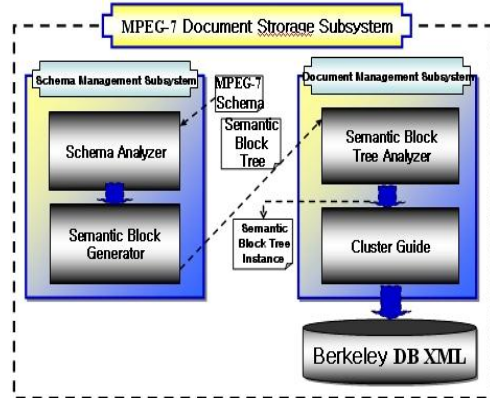 MPEG-7 Document Strorage Subsystem
Schema Management Subsystem
MPEG-7
Schema
Document Management Subsystem
Schema Analyzer
Semantic
Block
Tree
Semantic Block
Tree Analyzer
Semantic Block
Generator
Semantic
Block Tree
Instance
Cluster Guide
Berkeley DB XML